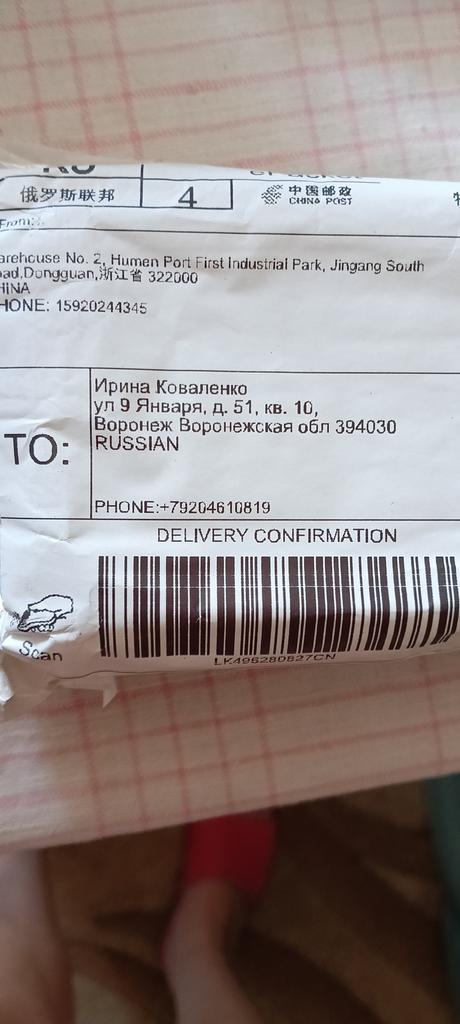 RU
俄罗斯联邦
4
中国邮政
CHINA POST
From:
arehouse No. 2, Humen Port First Industrial Park, Jingang South
oad,Dongguan,浙江省 322000
HINA
HONE: 15920244345
TO:
Ирина Коваленко
ул 9 Января, д. 51, кв. 10,
Воронеж Воронежская обл 394030
RUSSIAN
PHONE:+79204610819
DELIVERY CONFIRMATION
Scan
LK496280827CN